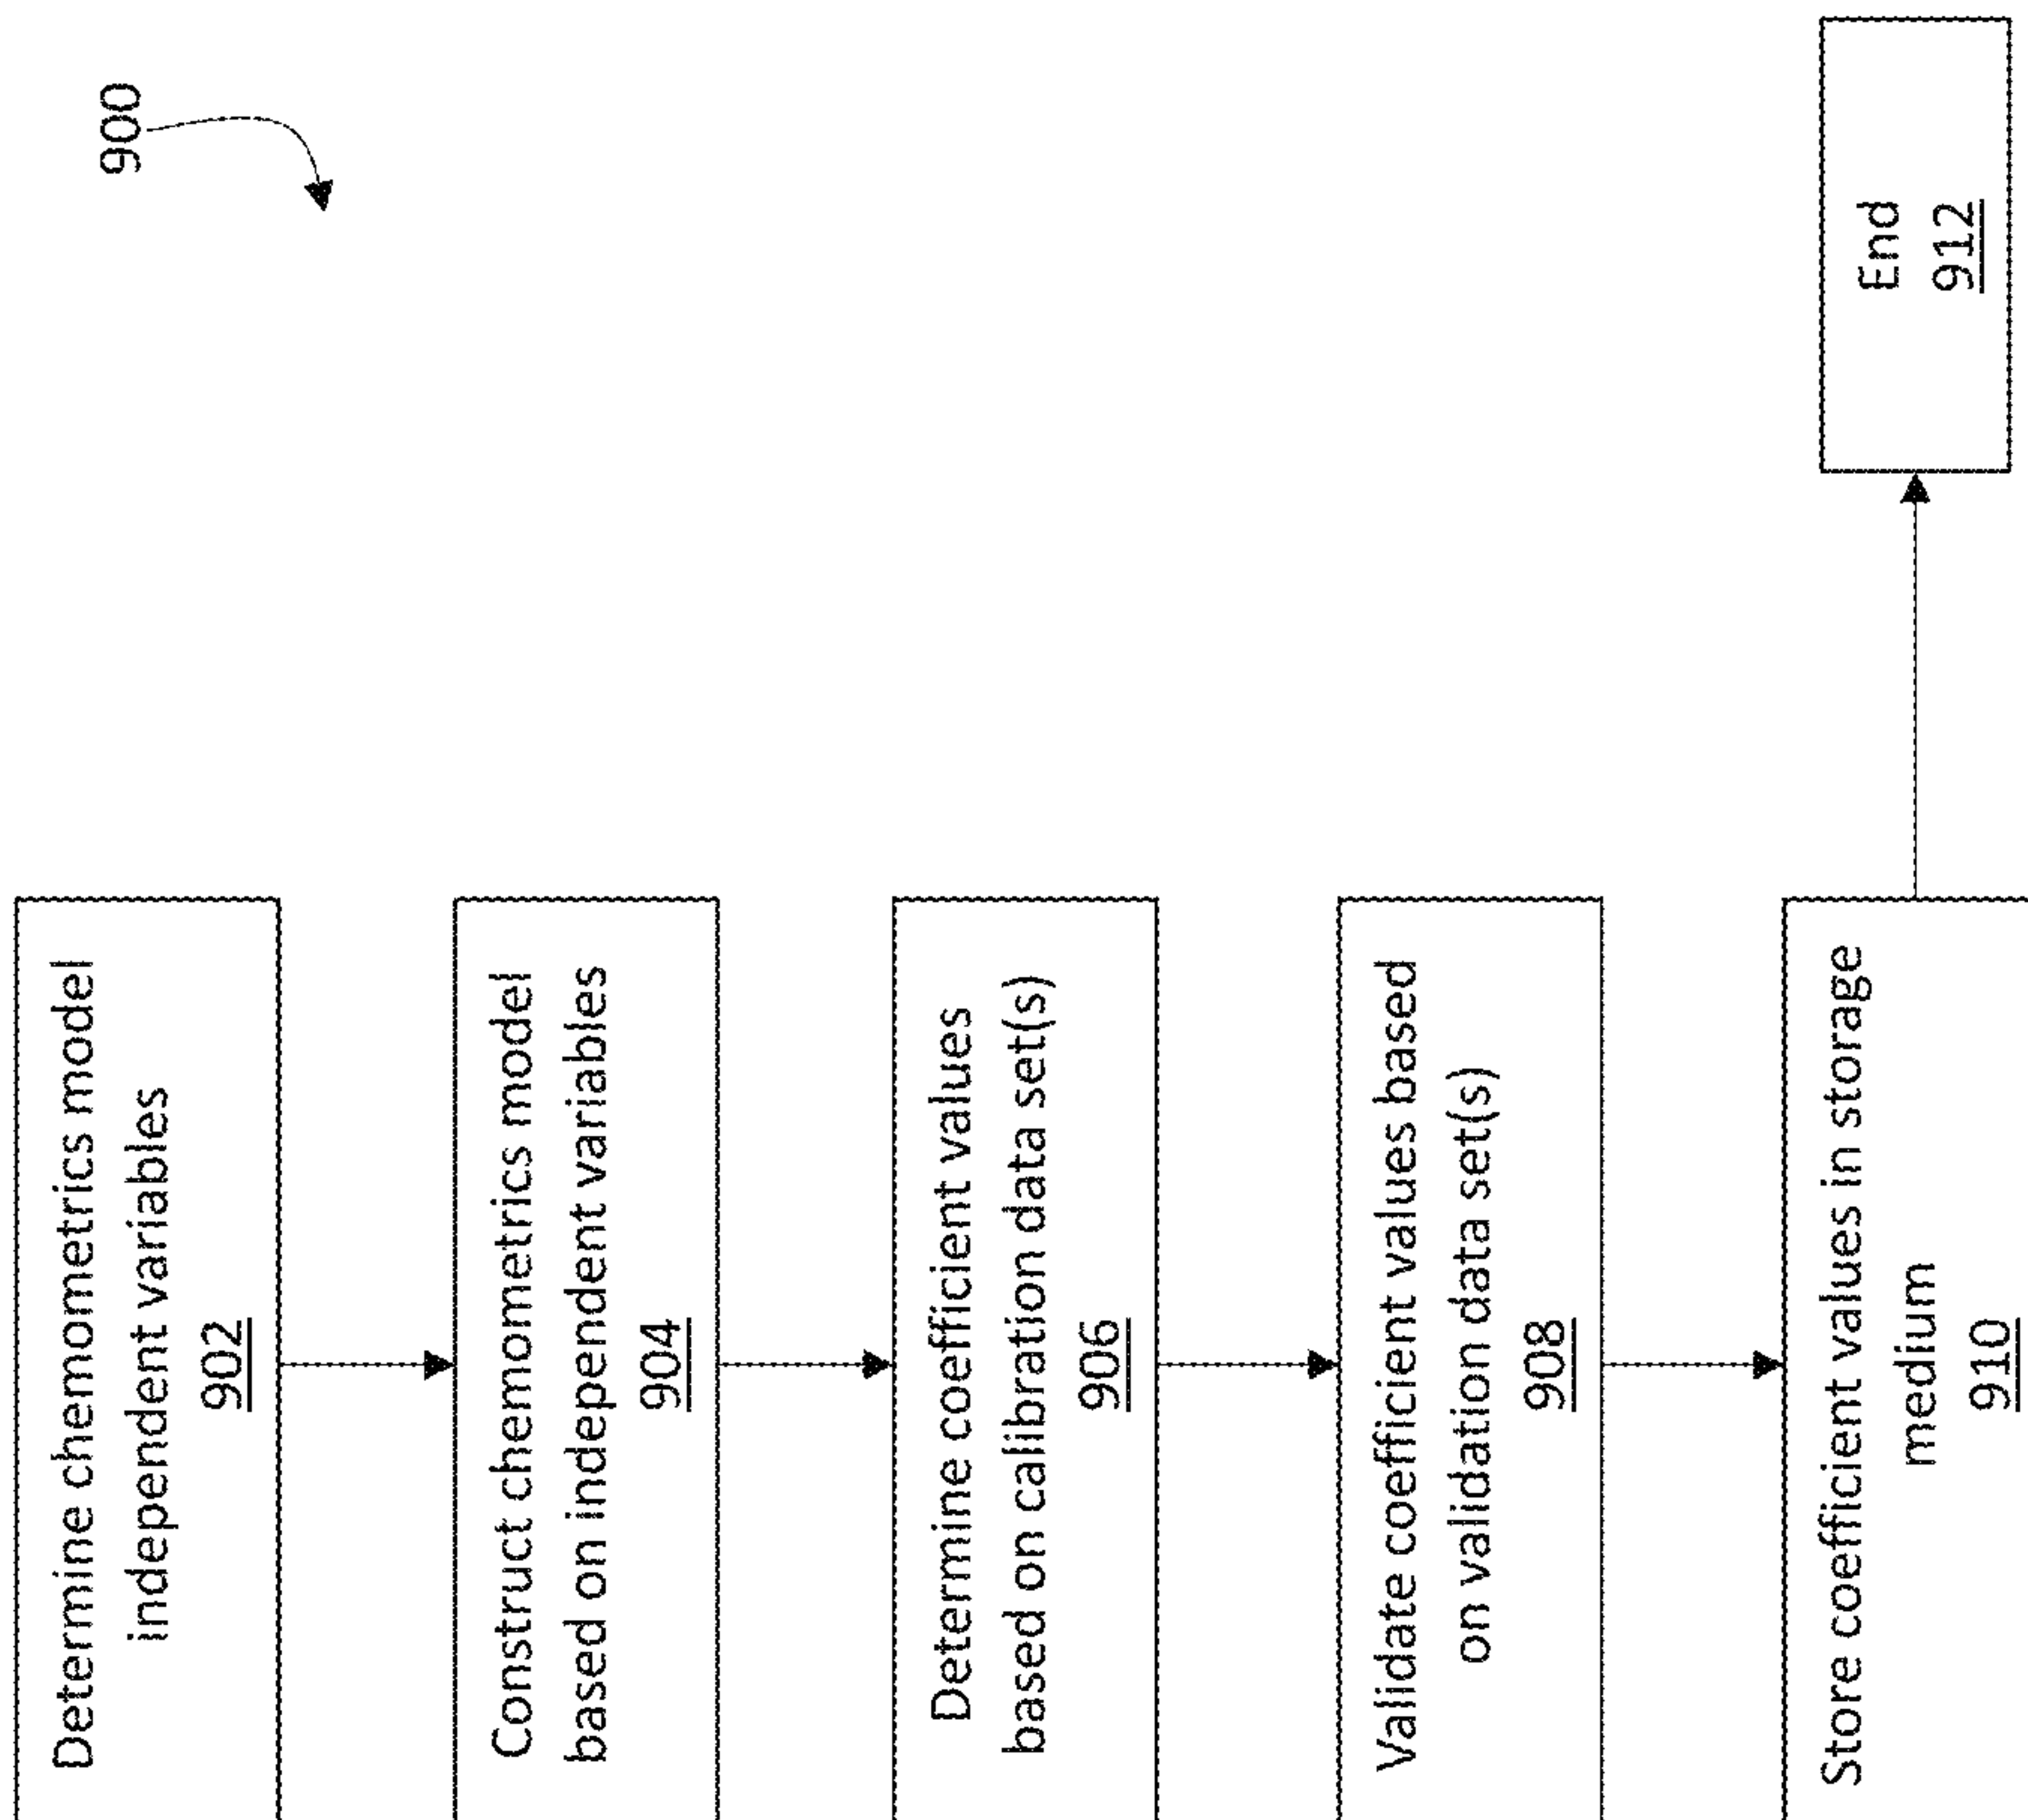 900
Determine chemometrics model
independent variables
902
Construct chemometrics model
based on independent variables
904
Determine coefficient values
based on calibration data set(s)
906
Validate coefficient values based
on validation data set(s)
908
Store coefficient values in storage
medium
910
End
912